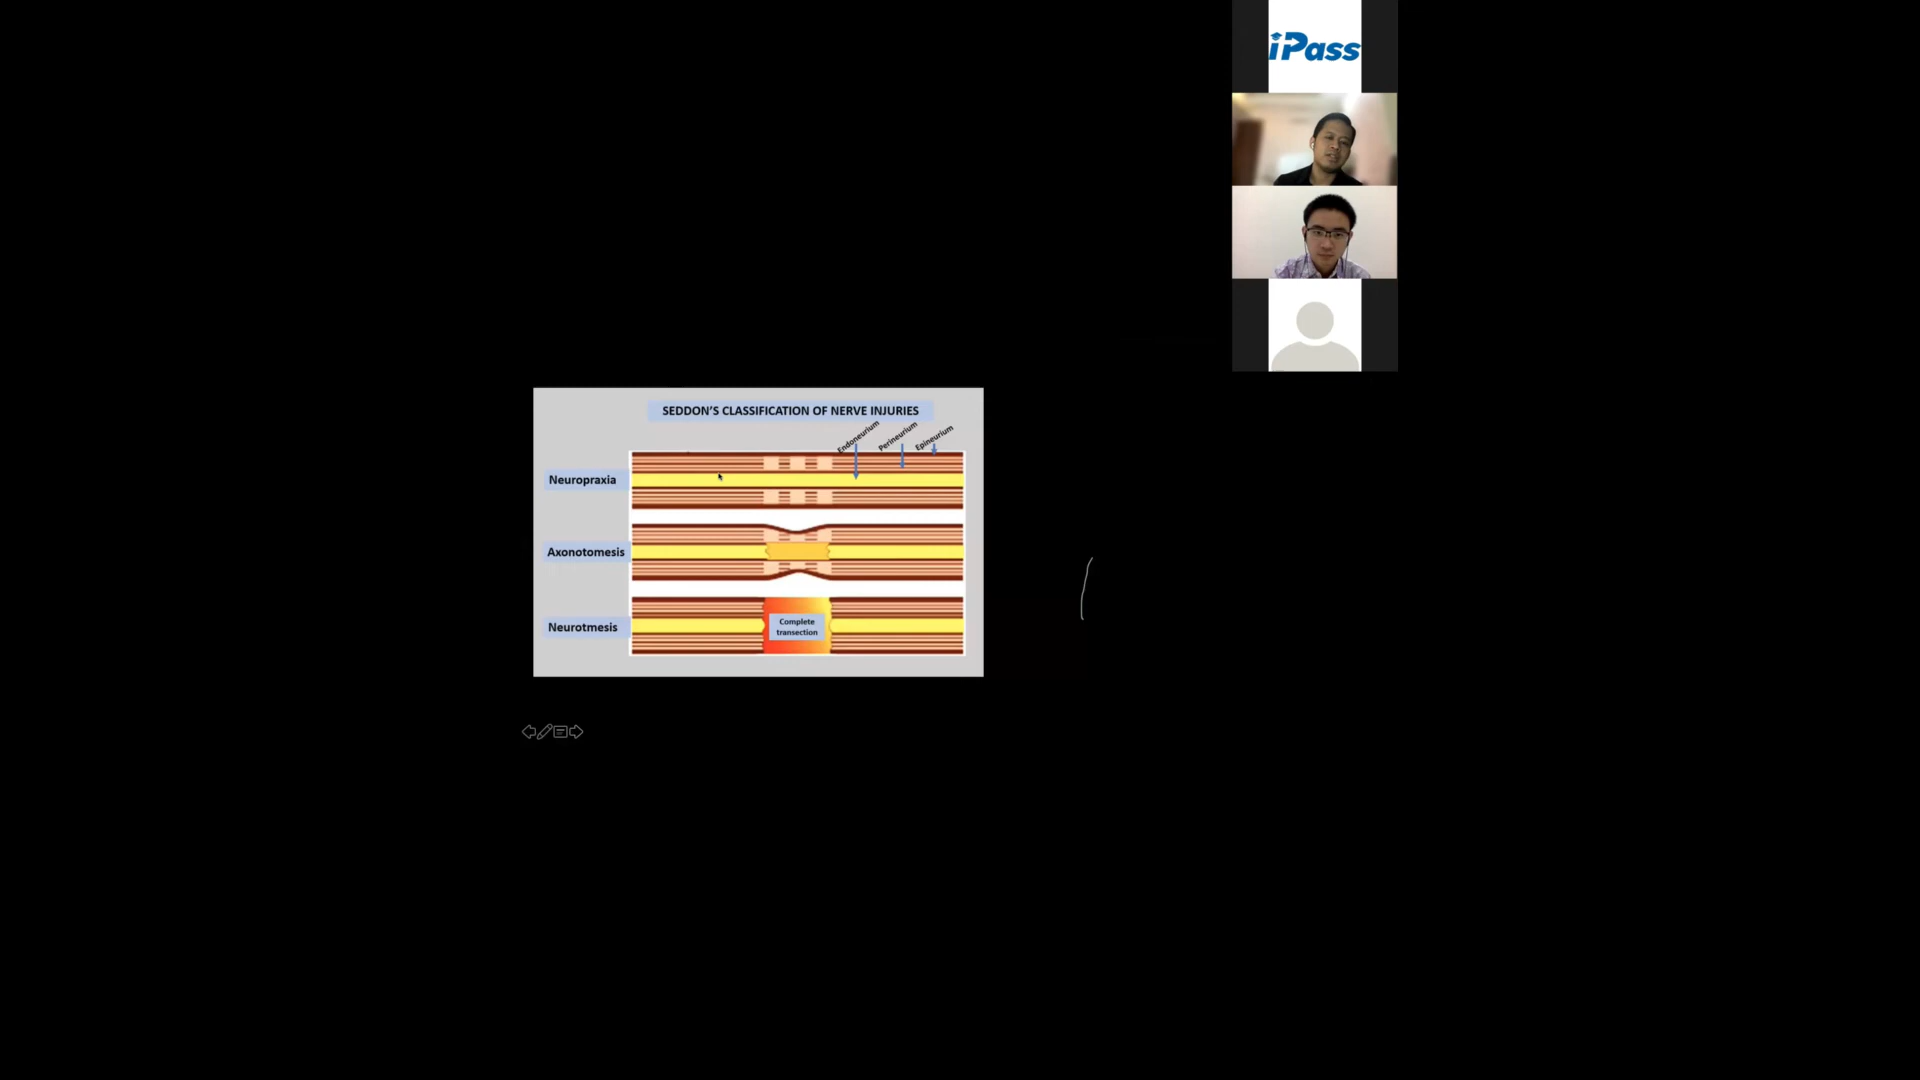 iPass
SEDDON'S CLASSIFICATION OF NERVE INJURIES
Endoneurium
Perineurium
Epineurium
Neuropraxia
Axonotomesis
Neurotmesis
Complete
transection